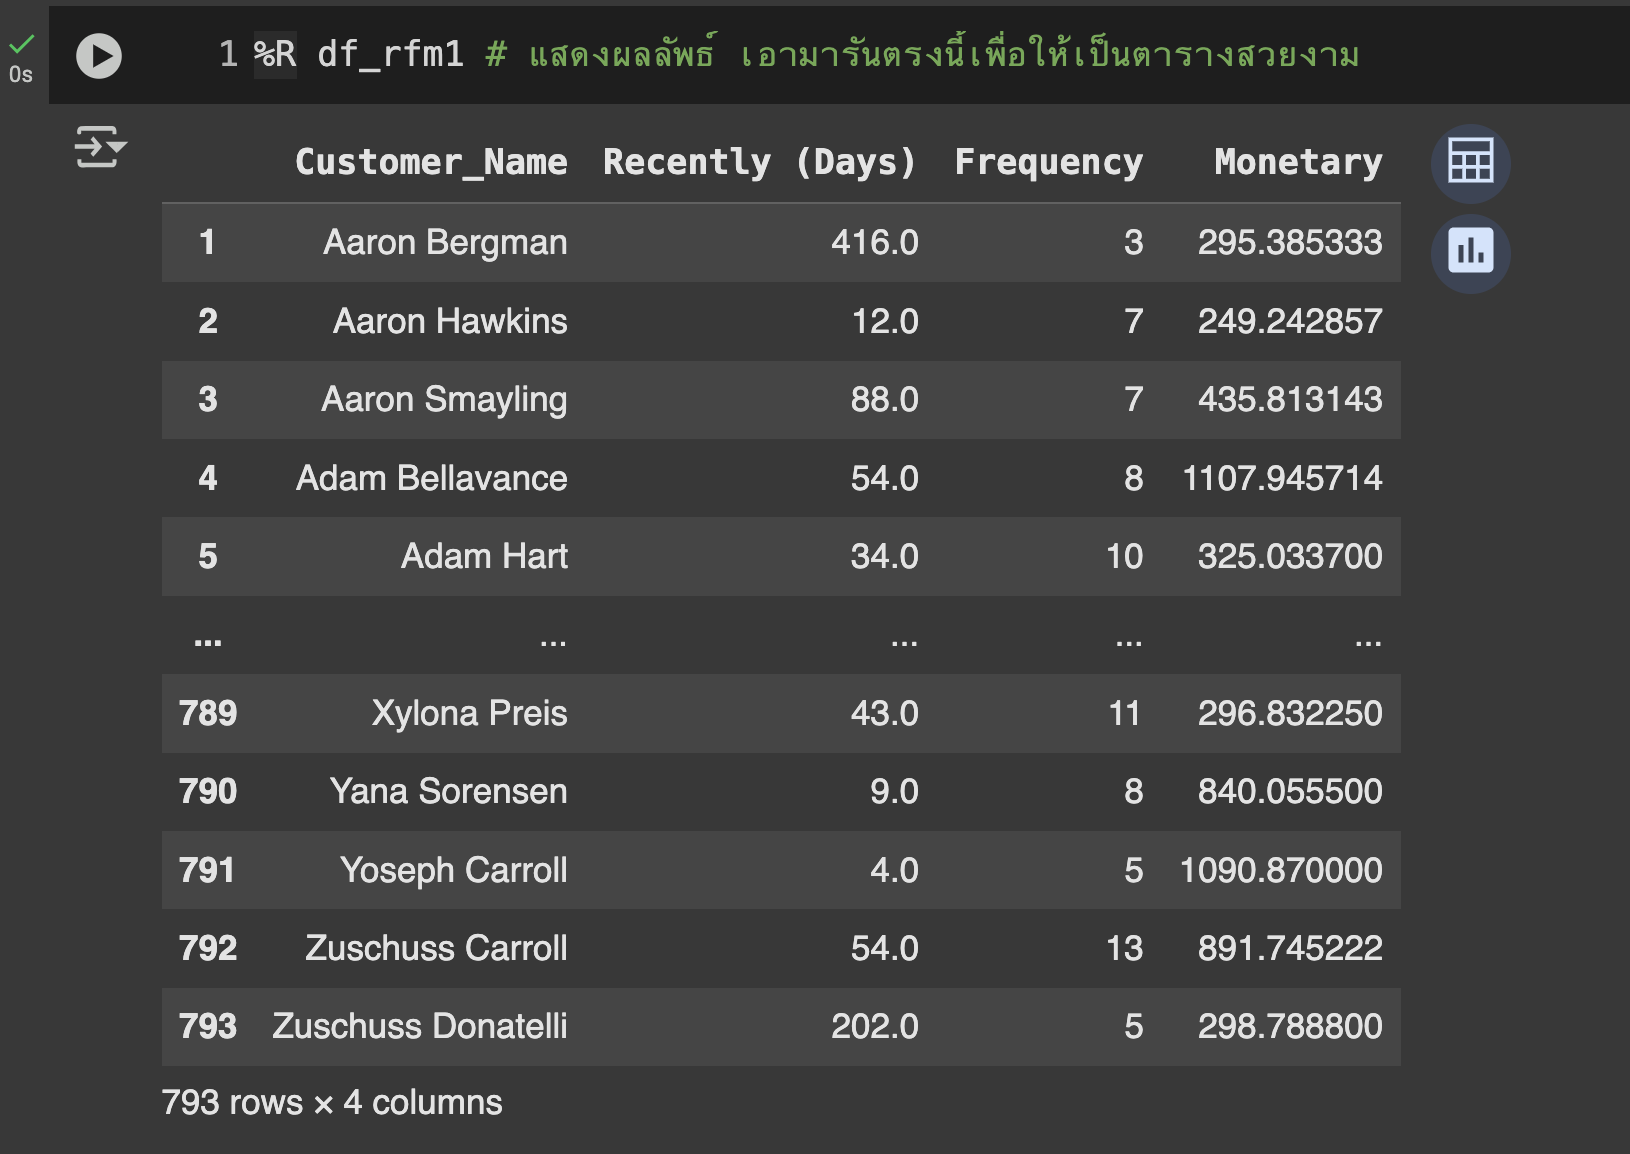 1 %R df_rfm1 # แสดงผลลัพธ์ เอามารันตรงนี้เพื่อให้เป็นตารางสวยงาม
0s
Customer_Name Recently (Days) Frequency Monetary
1 Aaron Bergman 416.0 3 295.385333
2 Aaron Hawkins 12.0 7 249.242857
3 Aaron Smayling 88.0 7 435.813143
4 Adam Bellavance 54.0 8 1107.945714
5 Adam Hart 34.0 10 325.033700
... ... ... ... ...
789 Xylona Preis 43.0 11 296.832250
790 Yana Sorensen 9.0 8 840.055500
791 Yoseph Carroll 4.0 5 1090.870000
792 Zuschuss Carroll 54.0 13 891.745222
793 Zuschuss Donatelli 202.0 5 298.788800
793 rows × 4 columns